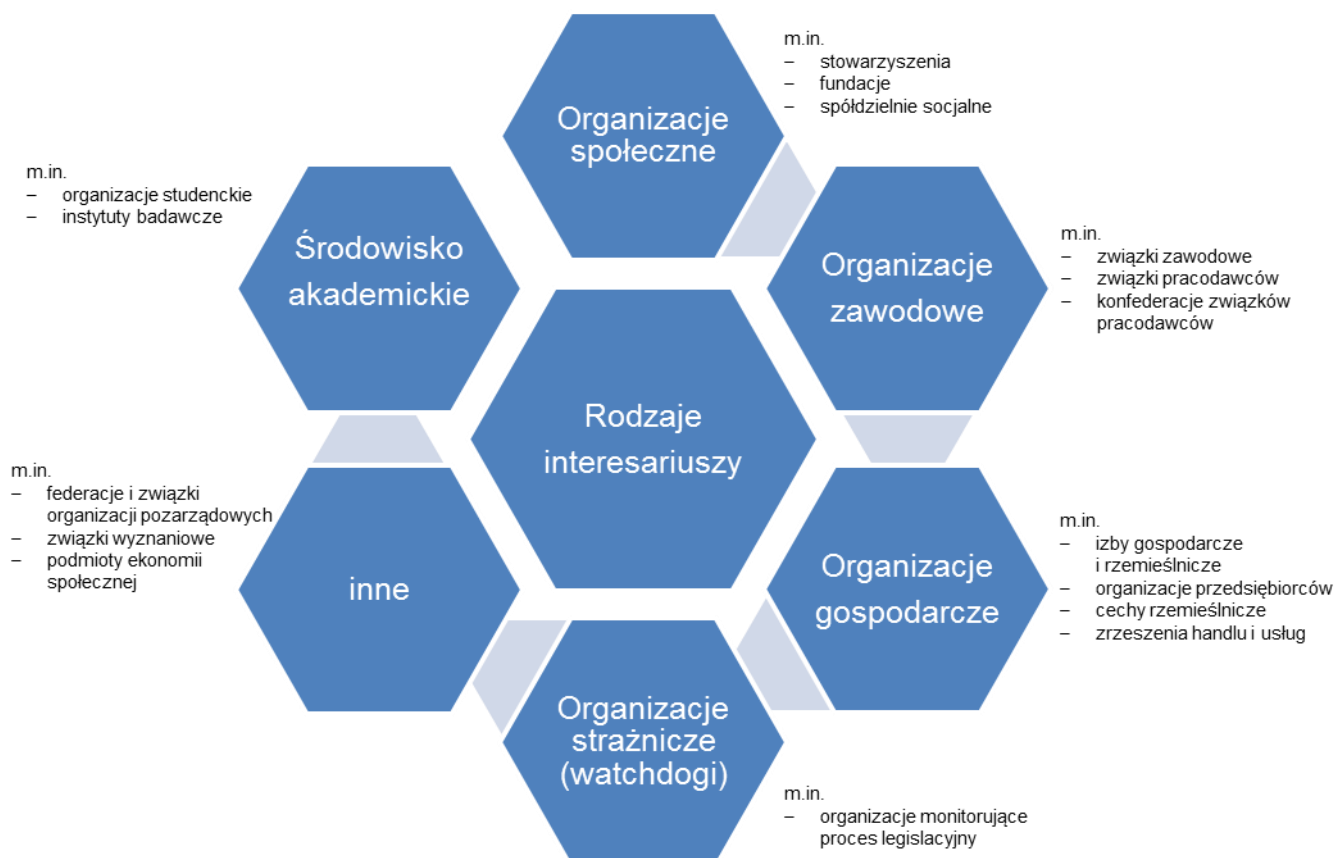 Rodzaje
interesariuszy
Organizacje
społeczne
m.in.
– stowarzyszenia
– fundacje
– spółdzielnie socjalne
Organizacje
zawodowe
m.in.
– związki zawodowe
– związki pracodawców
– konfederacje związków
pracodawców
Organizacje
gospodarcze
m.in.
– izby gospodarcze
i rzemieślnicze
– organizacje przedsiębiorców
– cechy rzemieślnicze
– zrzeszenia handlu i usług
Organizacje
strażnicze
(watchdogi)
m.in.
– organizacje monitorujące
proces legislacyjny
inne
m.in.
– federacje i związki
organizacji pozarządowych
– związki wyznaniowe
– podmioty ekonomii
społecznej
Środowisko
akademickie
m.in.
– organizacje studenckie
– instytuty badawcze